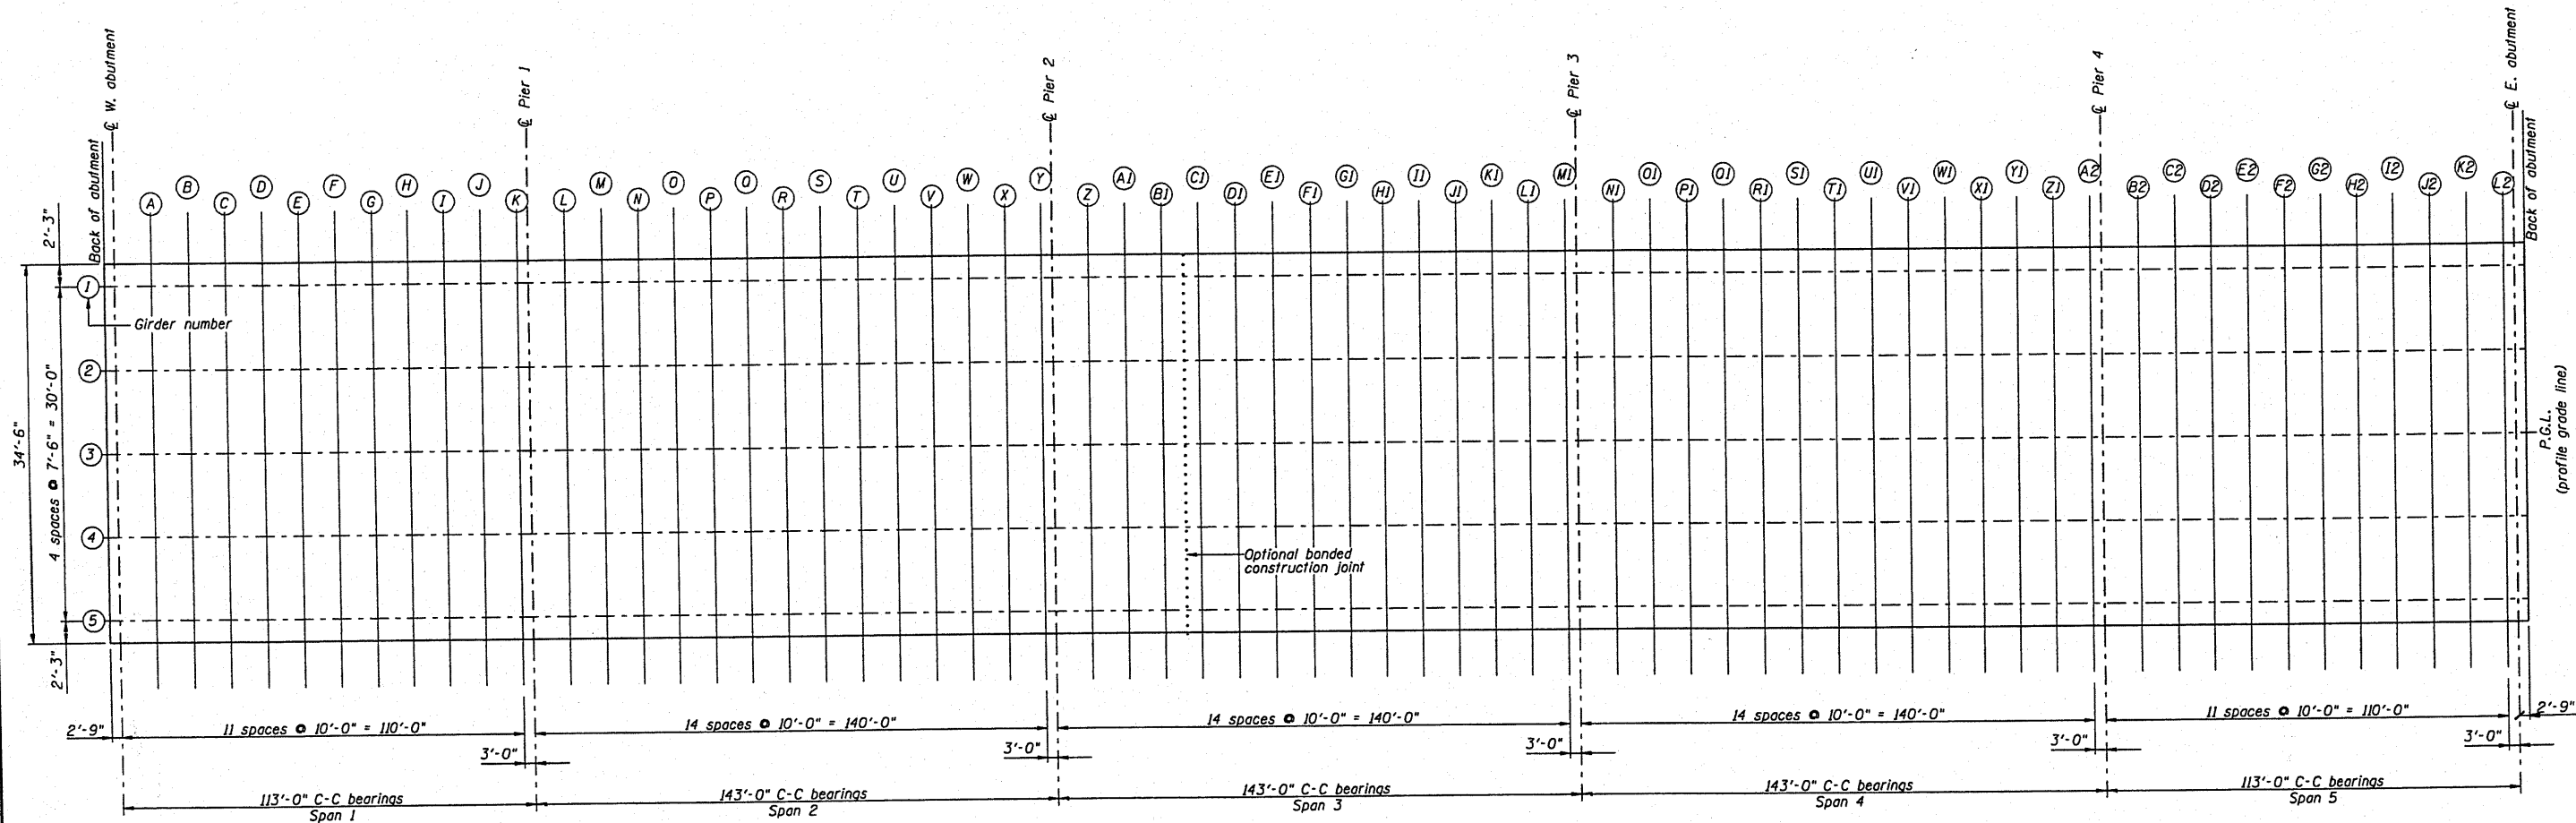 ℄ W. abutment
℄ Pier 1
℄ Pier 2
℄ Pier 3
℄ Pier 4
℄ E. abutment
Back of abutment
Back of abutment
A B C D E F G H I J K L M N O P Q R S T U V W X Y Z A1 B1 C1 D1 E1 F1 G1 H1 I1 J1 K1 L1 M1 N1 O1 P1 Q1 R1 S1 T1 U1 V1 W1 X1 Y1 Z1 A2 B2 C2 D2 E2 F2 G2 H2 I2 J2 K2 L2
2'-3"
1
Girder number
2
3
4
5
34'-6"
4 spaces @ 7'-6" = 30'-0"
2'-3"
Optional bonded
construction joint
P.G.L.
(profile grade line)
2'-9"
11 spaces @ 10'-0" = 110'-0"
14 spaces @ 10'-0" = 140'-0"
14 spaces @ 10'-0" = 140'-0"
14 spaces @ 10'-0" = 140'-0"
11 spaces @ 10'-0" = 110'-0"
2'-9"
3'-0"
3'-0"
3'-0"
3'-0"
3'-0"
113'-0" C-C bearings
Span 1
143'-0" C-C bearings
Span 2
143'-0" C-C bearings
Span 3
143'-0" C-C bearings
Span 4
113'-0" C-C bearings
Span 5